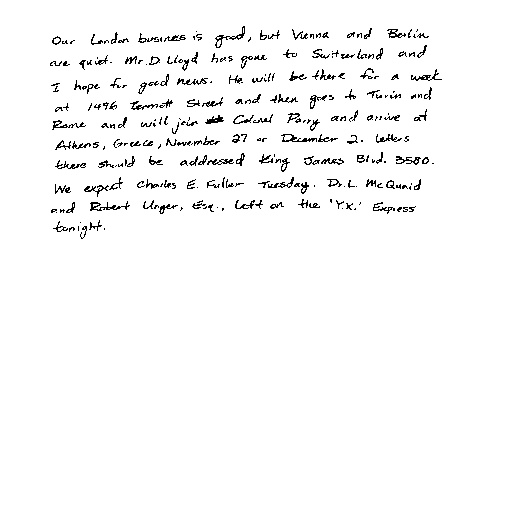 Our London business is good, but Vienna and Berlin
are quiet. Mr. D. Lloyd has gone to Switzerland and
I hope for good news. He will be there for a week
at 1496 Zermott Street and then goes to Turin and
Rome and will join Colonel Parry and arrive at
Athens, Greece, November 27 or December 2. Letters
there should be addressed King James Blvd. 3580.
We expect Charles E. Fuller Tuesday. Dr. L. McQuaid
and Robert Unger, Esq., left on the 'Y.X.' Express
tonight.